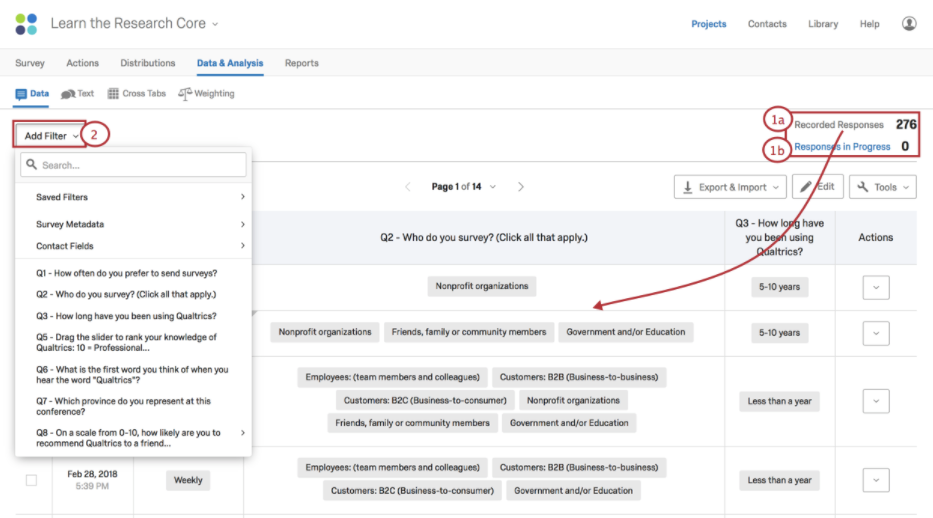 Learn the Research Core
Projects Contacts Library Help
Survey Actions Distributions Data & Analysis Reports
Data Text Cross Tabs Weighting
Add Filter 2
1a Recorded Responses 276
1b Responses in Progress 0
Search...
Saved Filters
Survey Metadata
Contact Fields
Q1 - How often do you prefer to send surveys?
Q2 - Who do you survey? (Click all that apply.)
Q3 - How long have you been using Qualtrics?
Q5 - Drag the slider to rank your knowledge of
Qualtrics: 10 = Professional...
Q6 - What is the first word you think of when you
hear the word "Qualtrics"?
Q7 - Which province do you represent at this
conference?
Q8 - On a scale from 0-10, how likely are you to
recommend Qualtrics to a friend...
Page 1 of 14
Export & Import Edit Tools
Q2 - Who do you survey? (Click all that apply.)
Q3 - How long have
you been using
Qualtrics?
Actions
Nonprofit organizations
5-10 years
Nonprofit organizations Friends, family or community members Government and/or Education
5-10 years
Employees: (team members and colleagues) Customers: B2B (Business-to-business)
Customers: B2C (Business-to-consumer) Nonprofit organizations
Friends, family or community members Government and/or Education
Less than a year
Feb 28, 2018
5:39 PM
Weekly
Employees: (team members and colleagues) Customers: B2B (Business-to-business)
Customers: B2C (Business-to-consumer) Government and/or Education
Less than a year